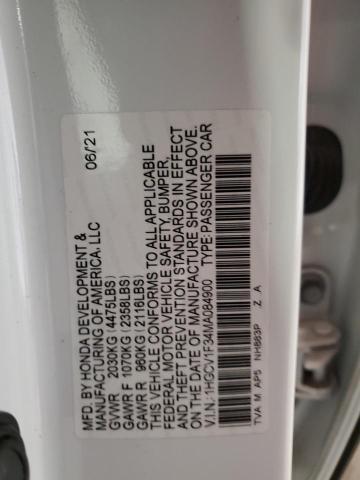 MFD. BY HONDA DEVELOPMENT &
MANUFACTURING OF AMERICA, LLC 06/'21
GVWR 2030KG (4475LBS)
GAWR F 1070KG (2358LBS)
GAWR R 960KG (2116LBS)
THIS VEHICLE CONFORMS TO ALL APPLICABLE
FEDERAL MOTOR VEHICLE SAFETY, BUMPER,
AND THEFT PREVENTION STANDARDS IN EFFECT
ON THE DATE OF MANUFACTURE SHOWN ABOVE.
V.I.N.: 1HGCV1F34MA084900 TYPE: PASSENGER CAR
TVA M AP5 NH883P Z A